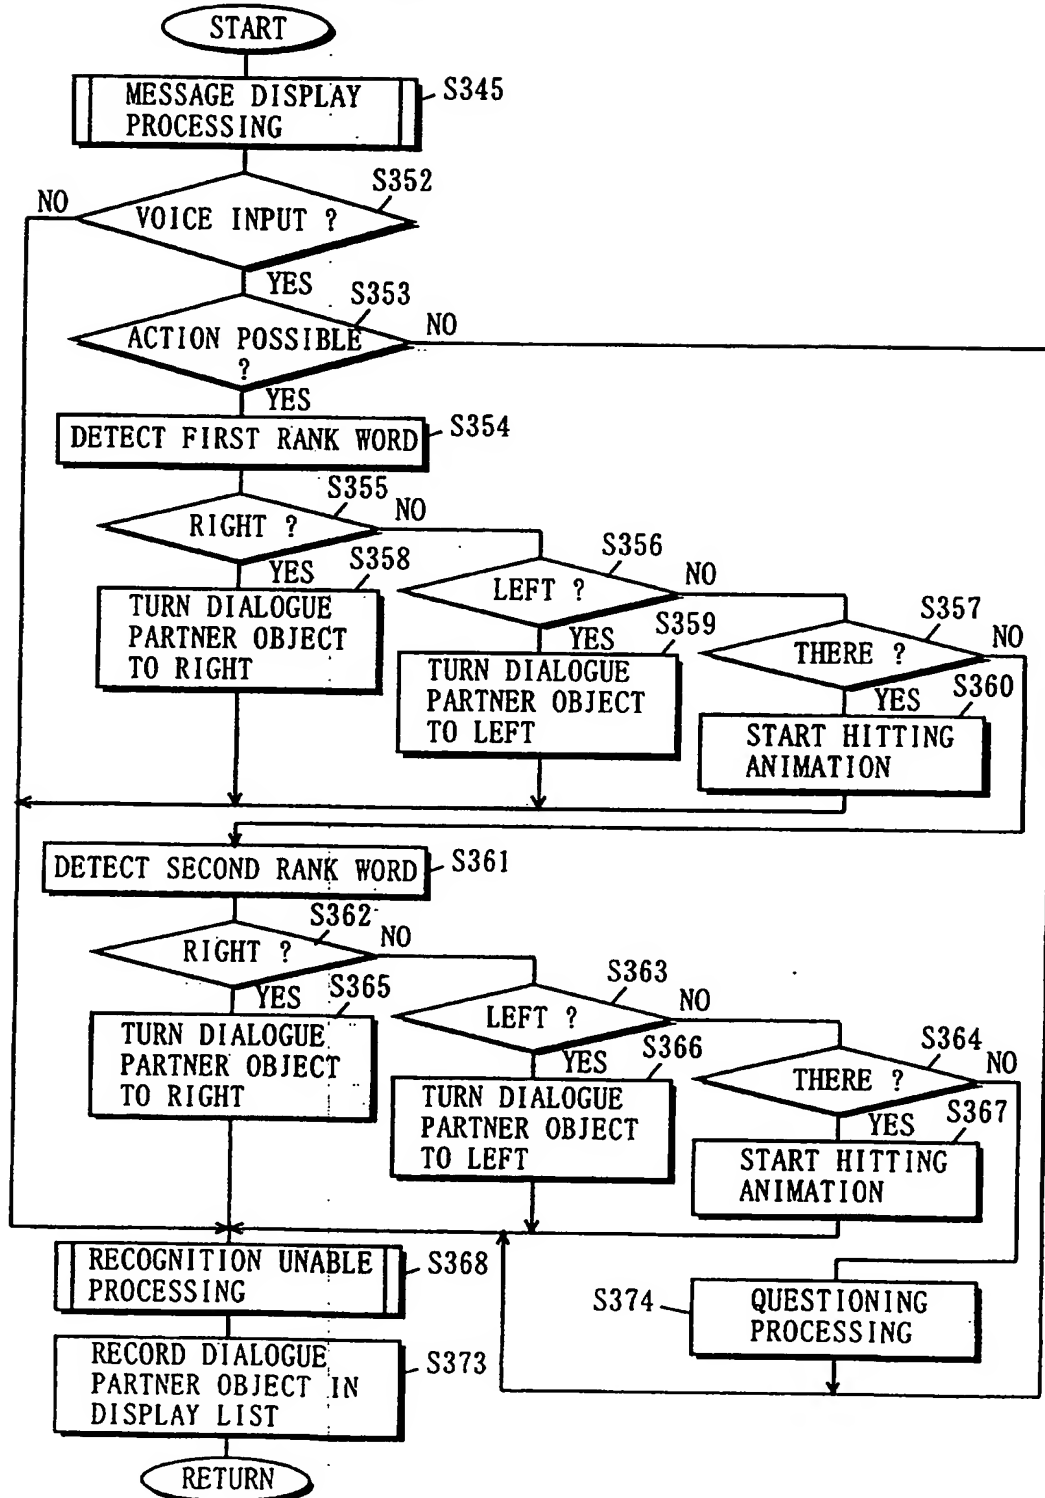 START
MESSAGE DISPLAY
PROCESSING
S345
S352
NO
VOICE INPUT ?
YES
S353
ACTION POSSIBLE
?
NO
YES
DETECT FIRST RANK WORD
S354
S355
RIGHT ?
NO
YES
S358
TURN DIALOGUE
PARTNER OBJECT
TO RIGHT
S356
LEFT ?
NO
YES
S359
TURN DIALOGUE
PARTNER OBJECT
TO LEFT
S357
THERE ?
NO
YES
S360
START HITTING
ANIMATION
DETECT SECOND RANK WORD
S361
S362
RIGHT ?
NO
YES
S365
TURN DIALOGUE
PARTNER OBJECT
TO RIGHT
S363
LEFT ?
NO
YES
S366
TURN DIALOGUE
PARTNER OBJECT
TO LEFT
S364
THERE ?
NO
YES
S367
START HITTING
ANIMATION
RECOGNITION UNABLE
PROCESSING
S368
S374
QUESTIONING
PROCESSING
RECORD DIALOGUE
PARTNER OBJECT IN
DISPLAY LIST
S373
RETURN